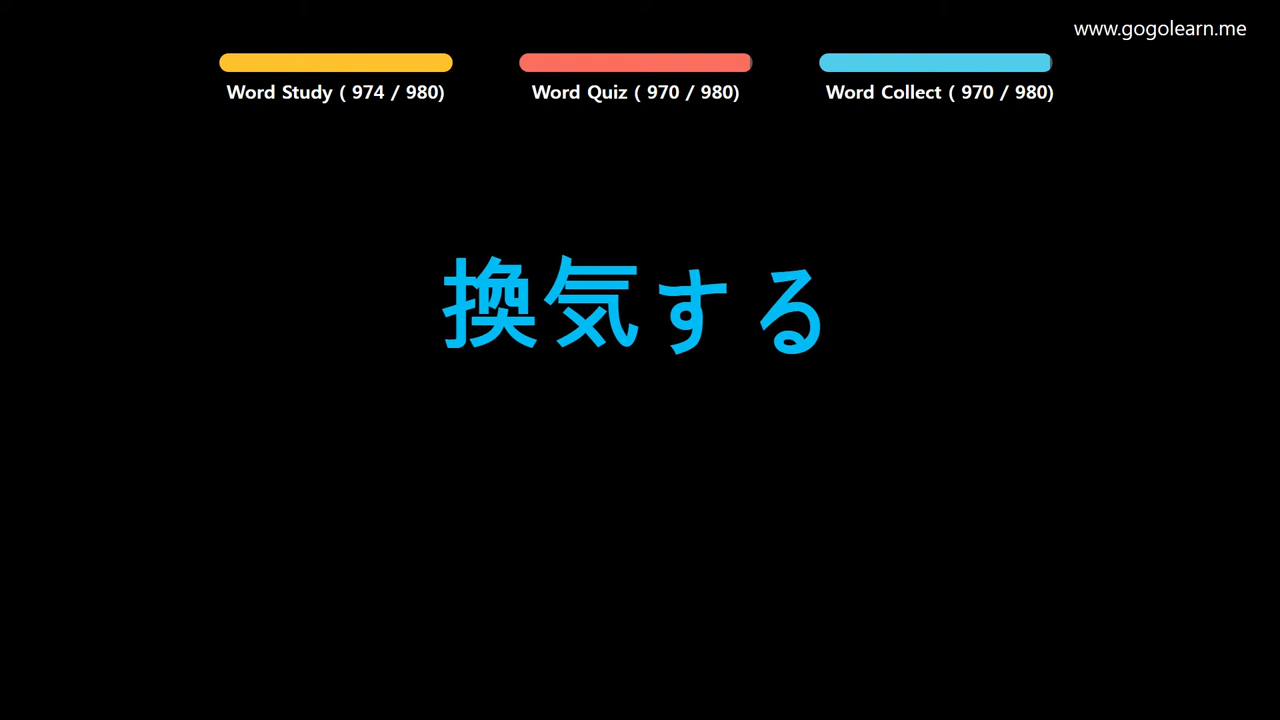 www.gogolearn.me
Word Study ( 974 / 980)
Word Quiz ( 970 / 980)
Word Collect ( 970 / 980)
換気する